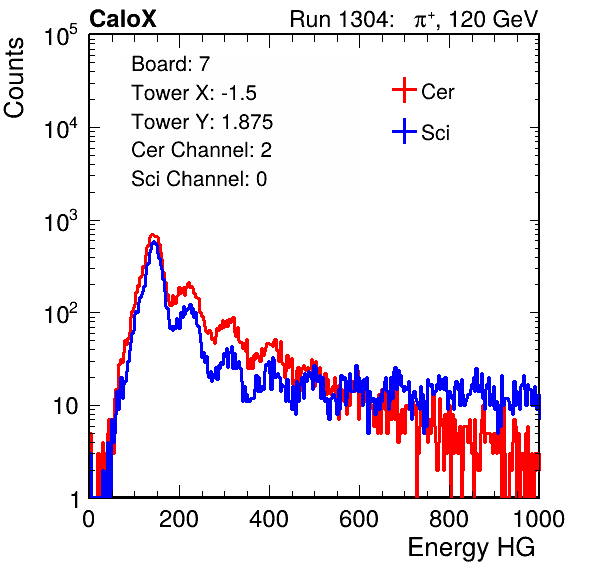 CaloX Run 1304: π⁺, 120 GeV
Counts
10⁵
10⁴
10³
10²
10
1
Board: 7
Tower X: -1.5
Tower Y: 1.875
Cer Channel: 2
Sci Channel: 0
Cer
Sci
0 200 400 600 800 1000
Energy HG